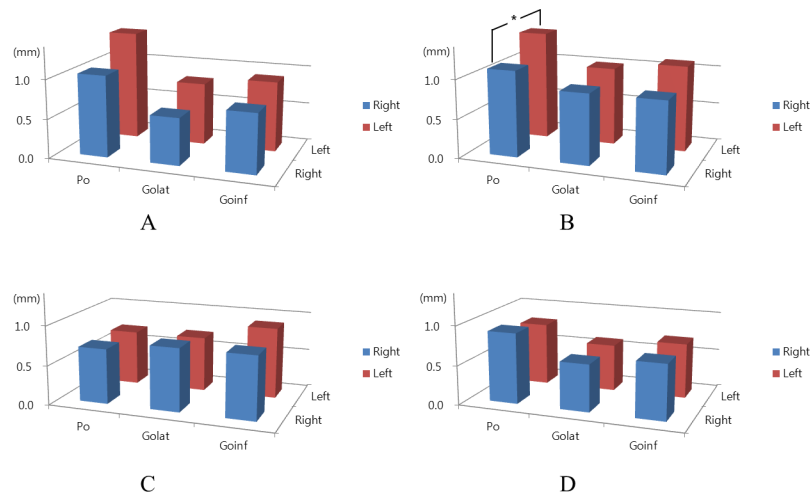 (mm)
1.0
0.5
0.0
Po
Golat
Goinf
Right
Left
Right
Left
A
*
(mm)
1.0
0.5
0.0
Po
Golat
Goinf
Right
Left
Right
Left
B
(mm)
1.0
0.5
0.0
Po
Golat
Goinf
Right
Left
Right
Left
C
(mm)
1.0
0.5
0.0
Po
Golat
Goinf
Right
Left
Right
Left
D